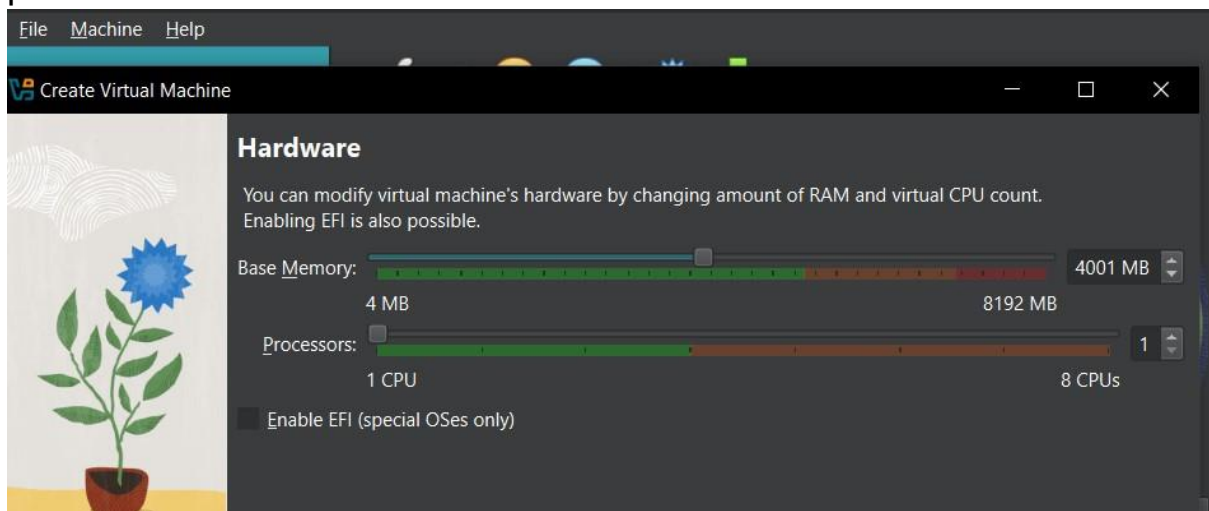 File Machine Help
Create Virtual Machine
Hardware
You can modify virtual machine's hardware by changing amount of RAM and virtual CPU count.
Enabling EFI is also possible.
Base Memory: 4001 MB
4 MB 8192 MB
Processors: 1
1 CPU 8 CPUs
Enable EFI (special OSes only)